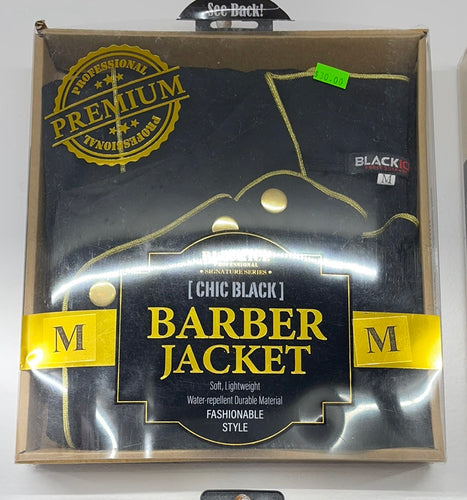 See Back!
PROFESSIONAL
PREMIUM
PROFESSIONAL
$30.00
BLACK
M
PROFESSIONAL
SIGNATURE SERIES
[ CHIC BLACK ]
BARBER
JACKET
M
M
Soft, Lightweight
Water-repellent Durable Material
FASHIONABLE
STYLE